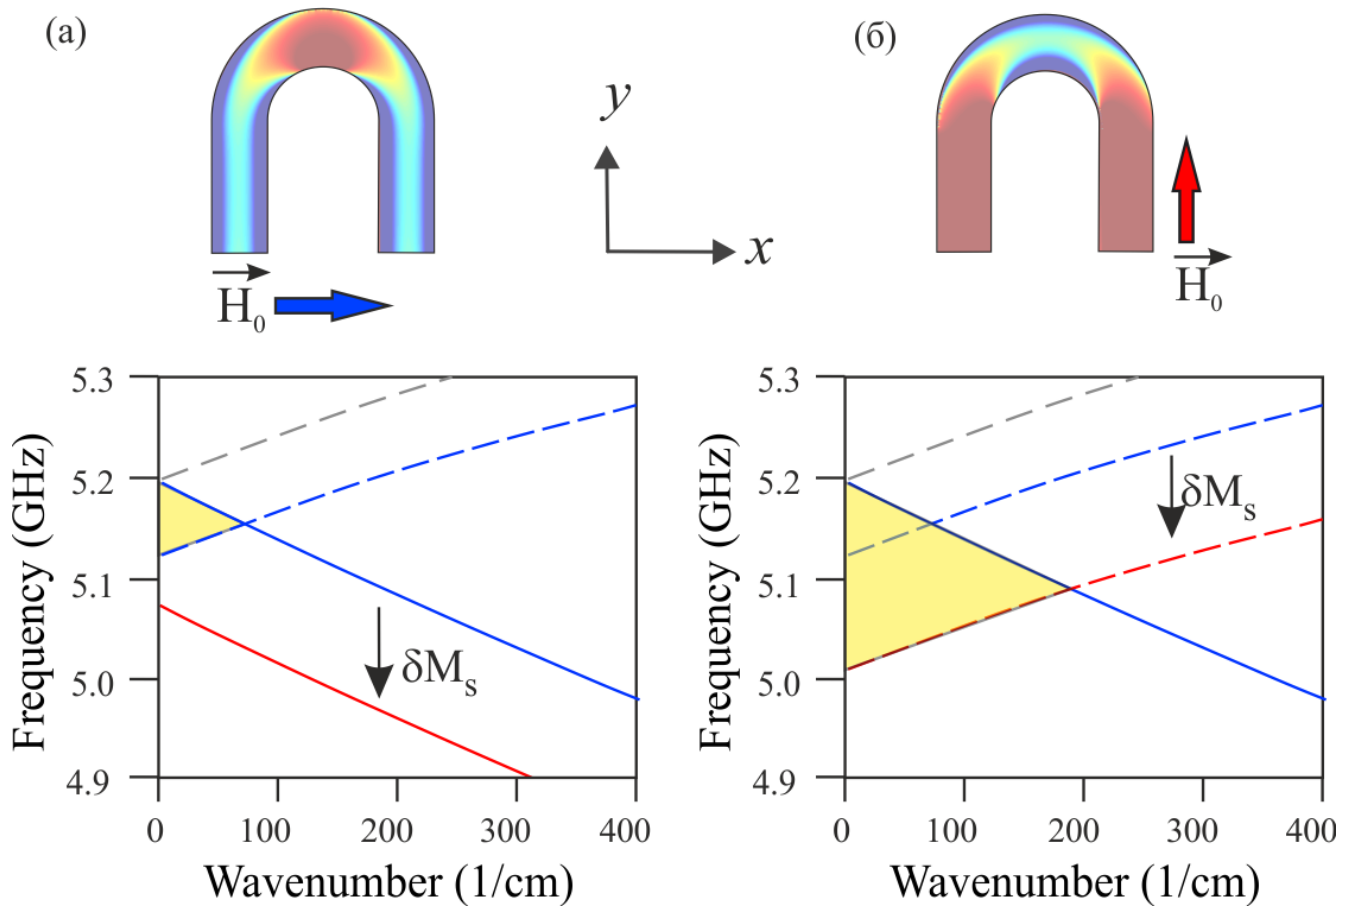 (а)
(б)
y
x
H₀
H₀
5.3
5.2
5.1
5.0
4.9
Frequency (GHz)
δMₛ
0 100 200 300 400
Wavenumber (1/cm)
5.3
5.2
5.1
5.0
4.9
Frequency (GHz)
δMₛ
0 100 200 300 400
Wavenumber (1/cm)